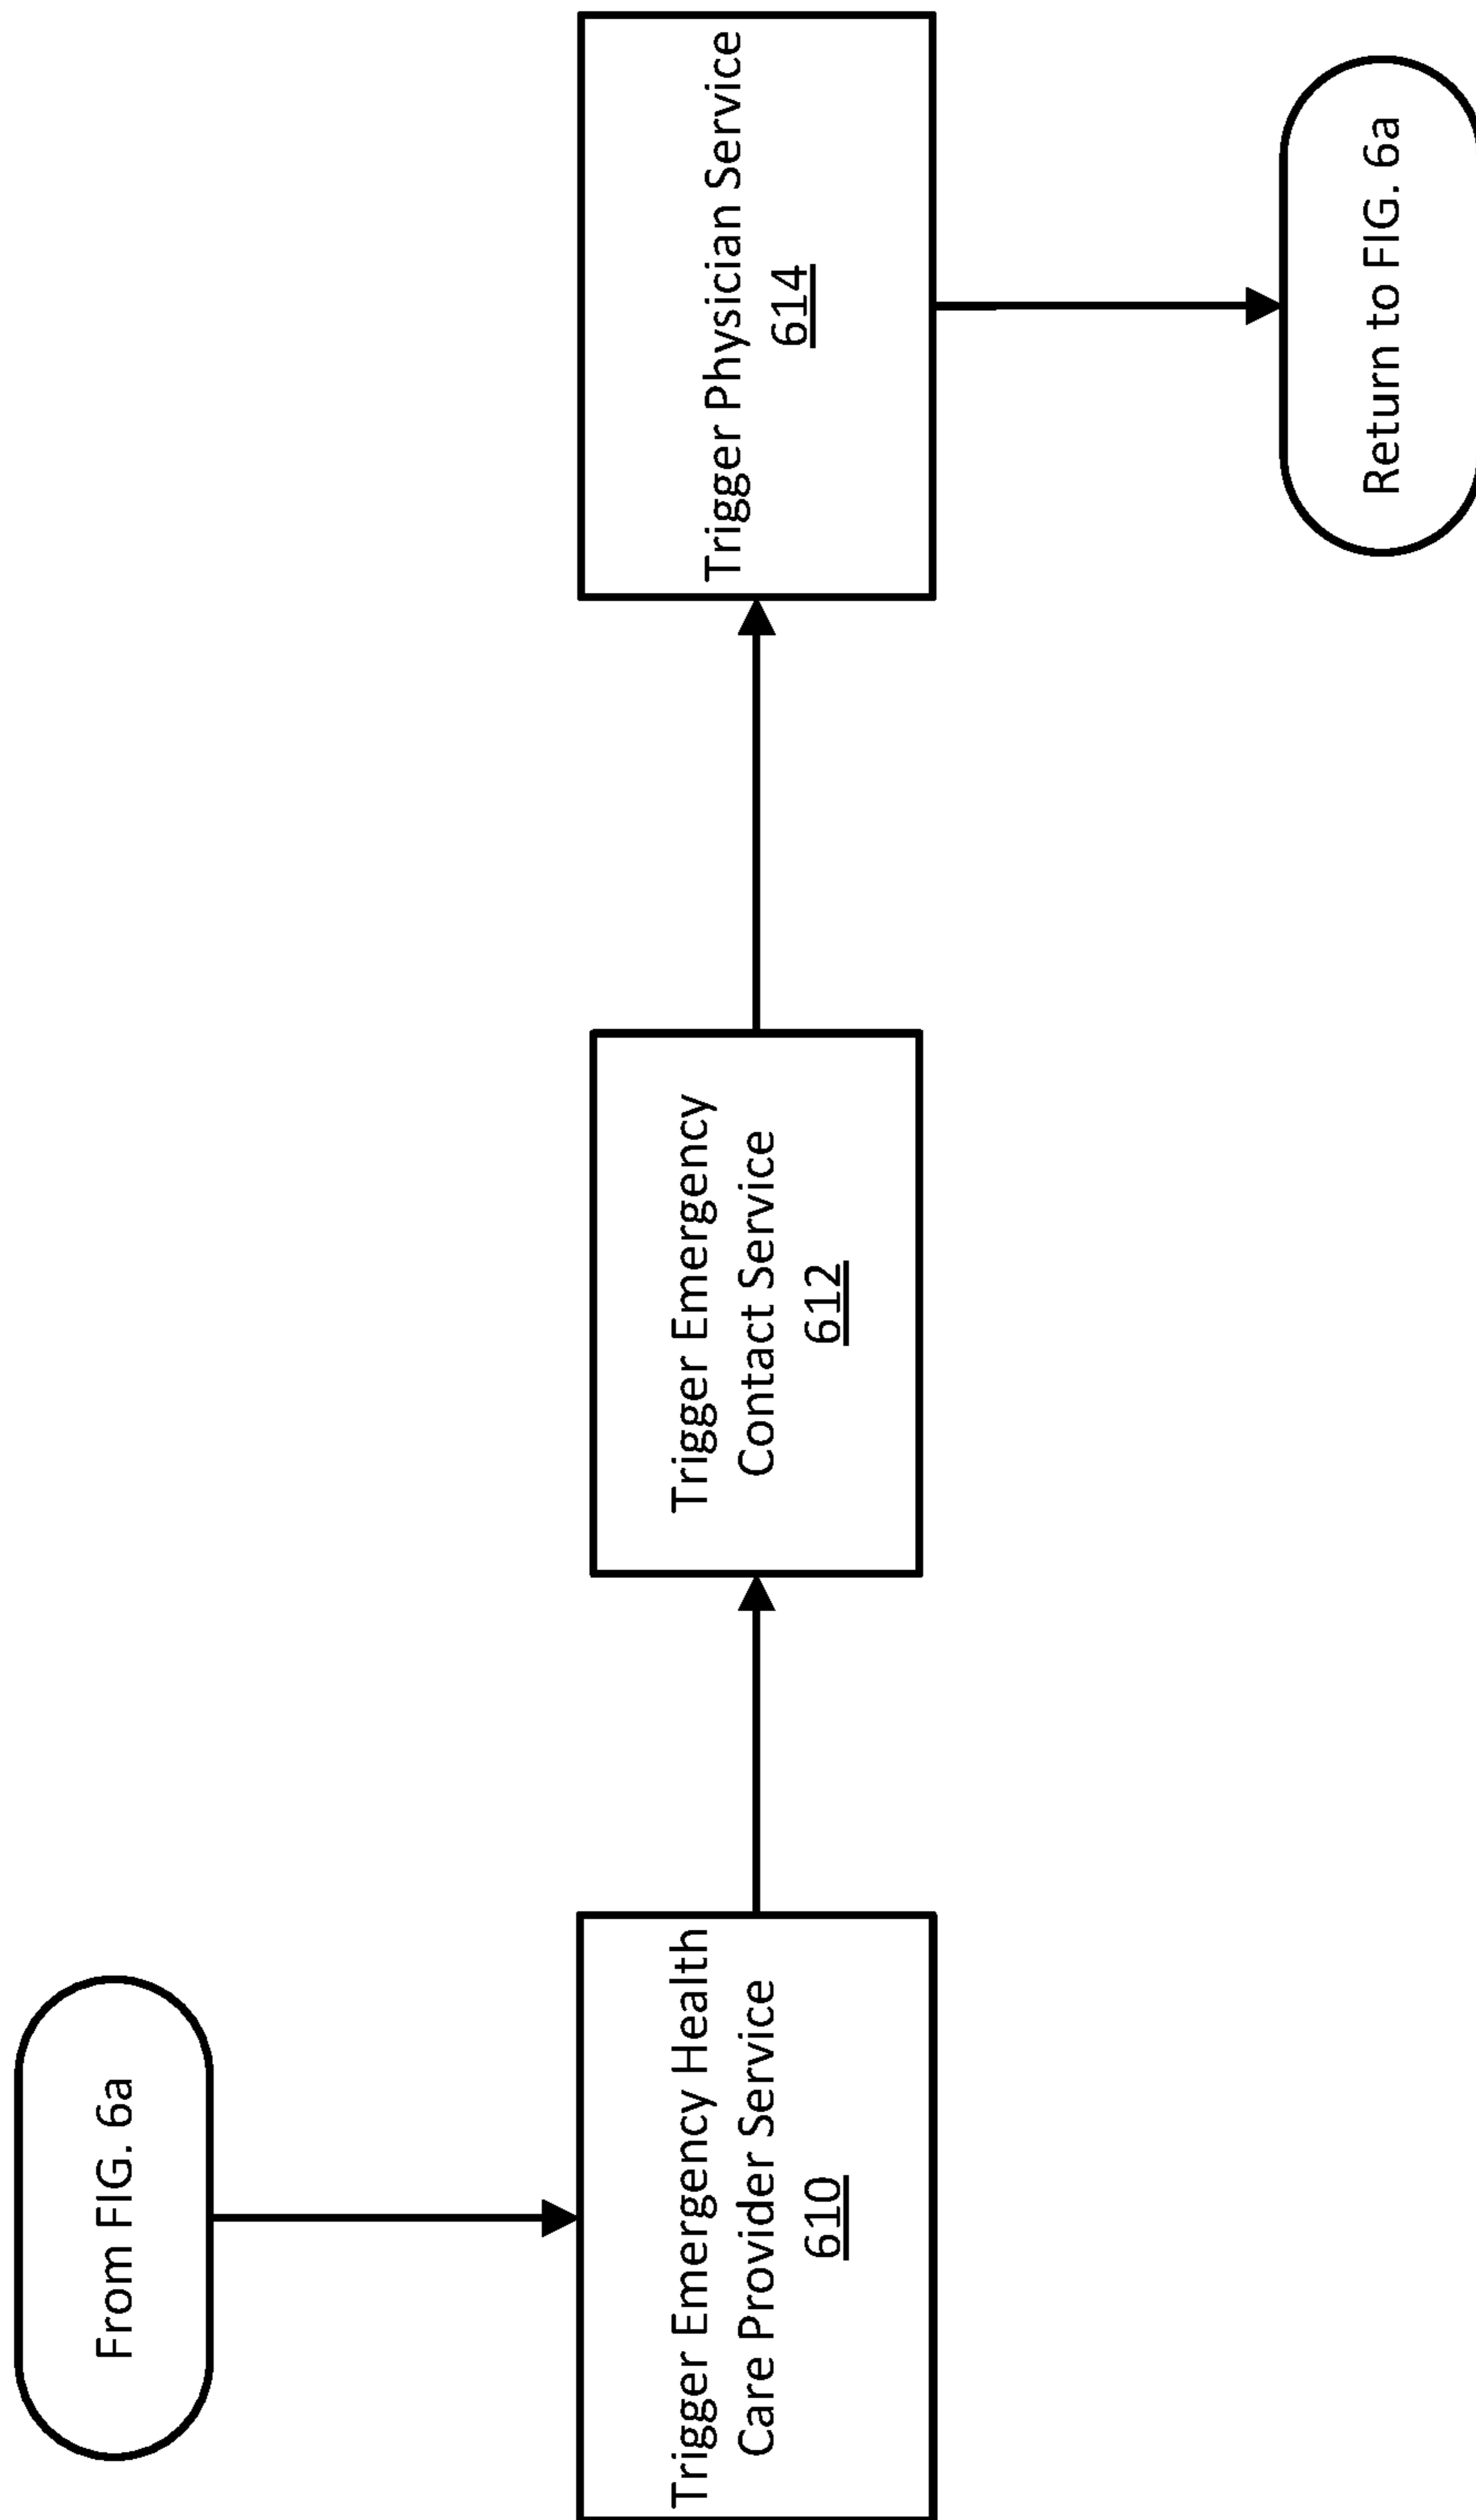 From FIG. 6a
Trigger Emergency Health
Care Provider Service
610
Trigger Emergency
Contact Service
612
Trigger Physician Service
614
Return to FIG. 6a